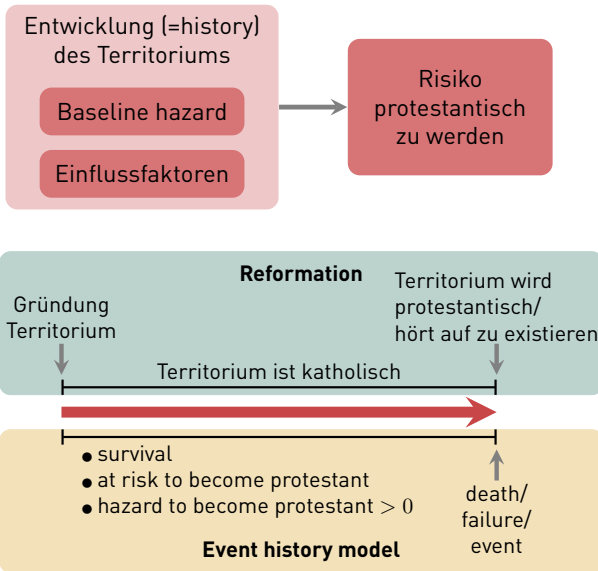 Entwicklung (=history)
des Territoriums
Baseline hazard
Einflussfaktoren
Risiko
protestantisch
zu werden
Reformation
Gründung
Territorium
Territorium wird
protestantisch/
hört auf zu existieren
Territorium ist katholisch
• survival
• at risk to become protestant
• hazard to become protestant > 0
death/
failure/
event
Event history model